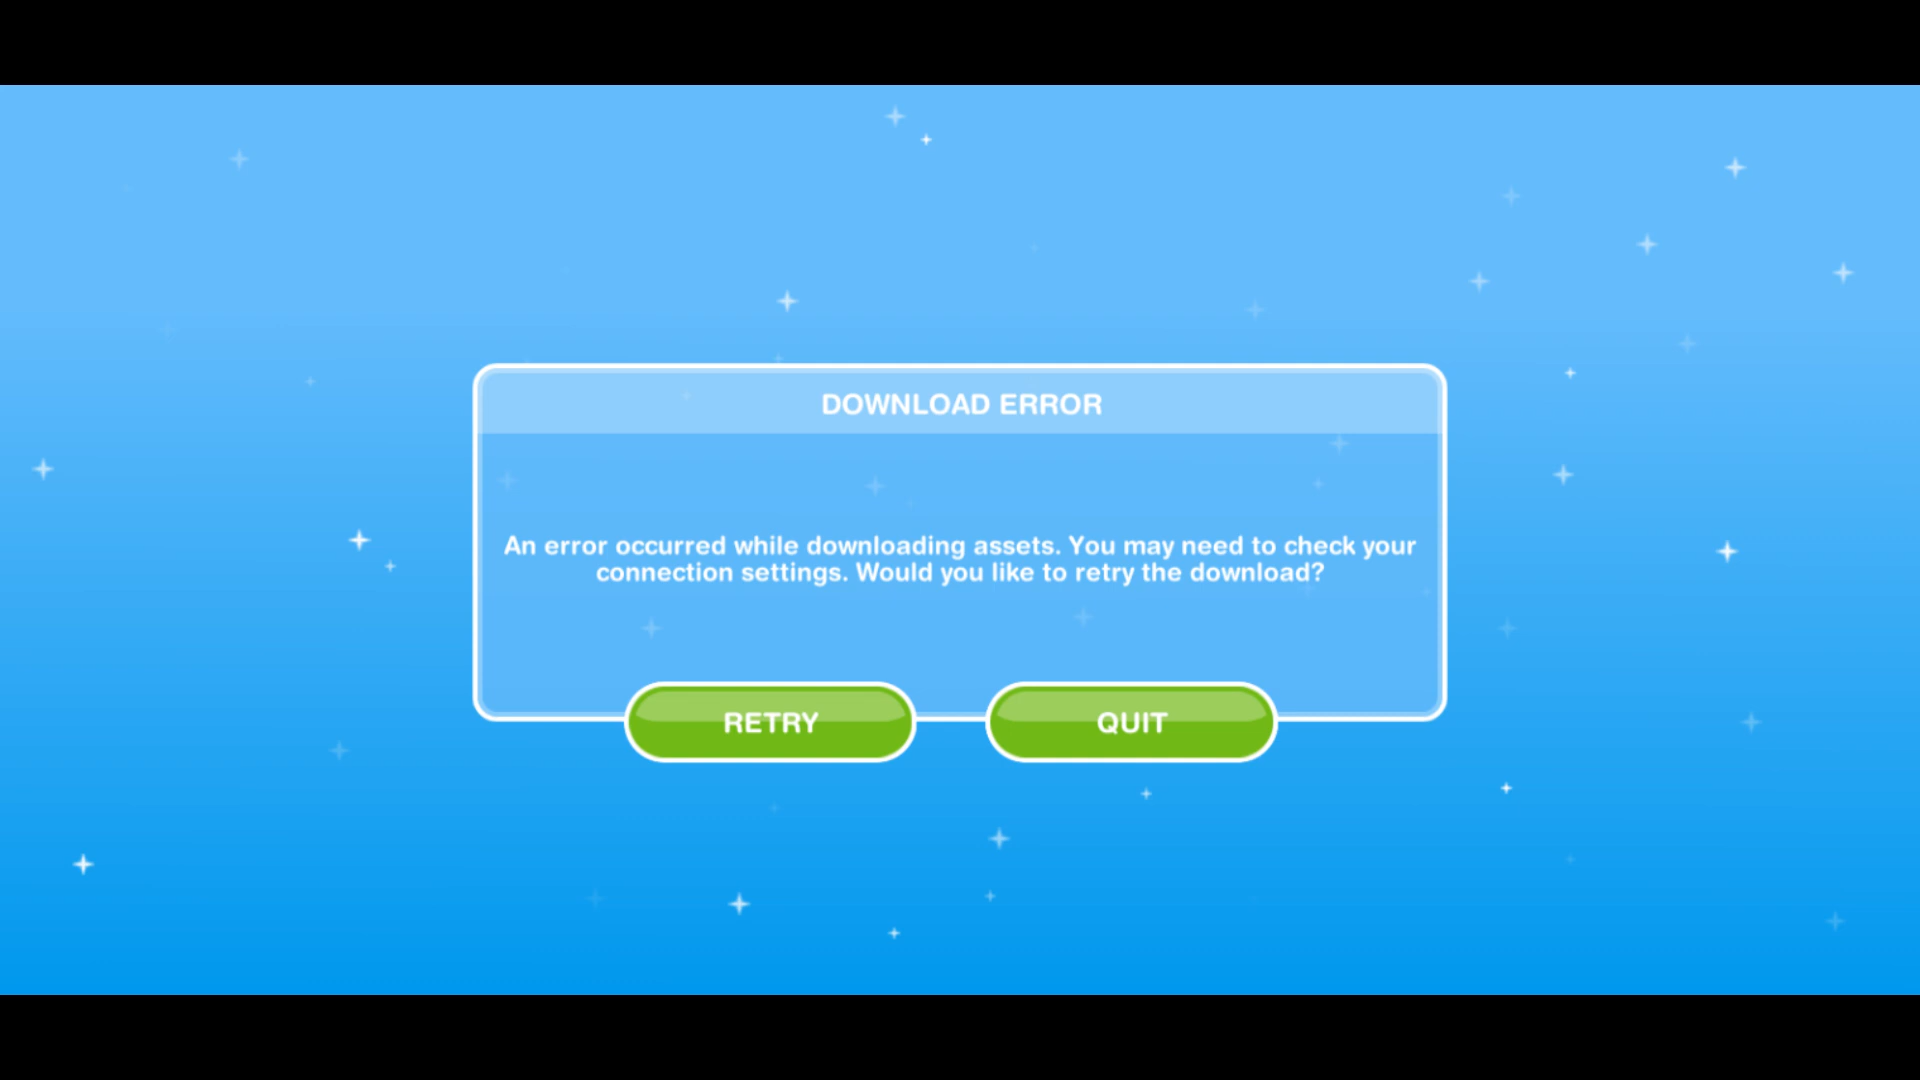 DOWNLOAD ERROR
An error occurred while downloading assets. You may need to check your
connection settings. Would you like to retry the download?
RETRY
QUIT